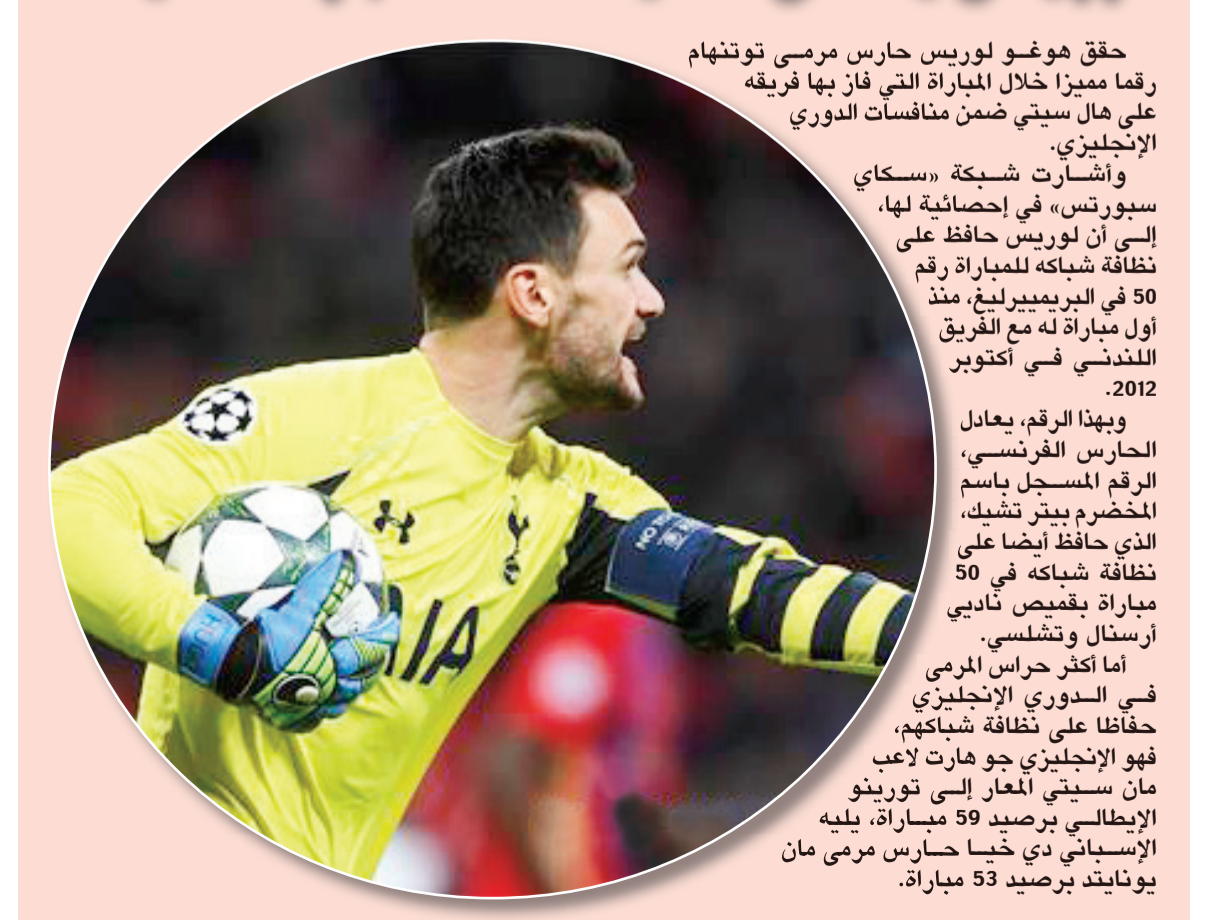 حقق هوغو لوريس حارس مرمى توتنهام
رقما مميزا خلال المباراة التي فاز بها فريقه
على هال سيتي ضمن منافسات الدوري
الإنجليزي.
وأشارت شبكة «سكاي
سبورتس» في إحصائية لها،
إلى أن لوريس حافظ على
نظافة شباكه للمباراة رقم
50 في البريمييرليغ، منذ
أول مباراة له مع الفريق
اللندني في أكتوبر
2012.
وبهذا الرقم، يعادل
الحارس الفرنسي،
الرقم المسجل باسم
المخضرم بيتر تشيك،
الذي حافظ أيضا على
نظافة شباكه في 50
مباراة بقميص ناديي
أرسنال وتشلسي.
أما أكثر حراس المرمى
في الدوري الإنجليزي
حفاظا على نظافة شباكهم،
فهو الإنجليزي جو هارت لاعب
مان سيتي المعار إلى تورينو
الإيطالي برصيد 59 مباراة، يليه
الإسباني دي خيا حارس مرمى مان
يونايتد برصيد 53 مباراة.
IA